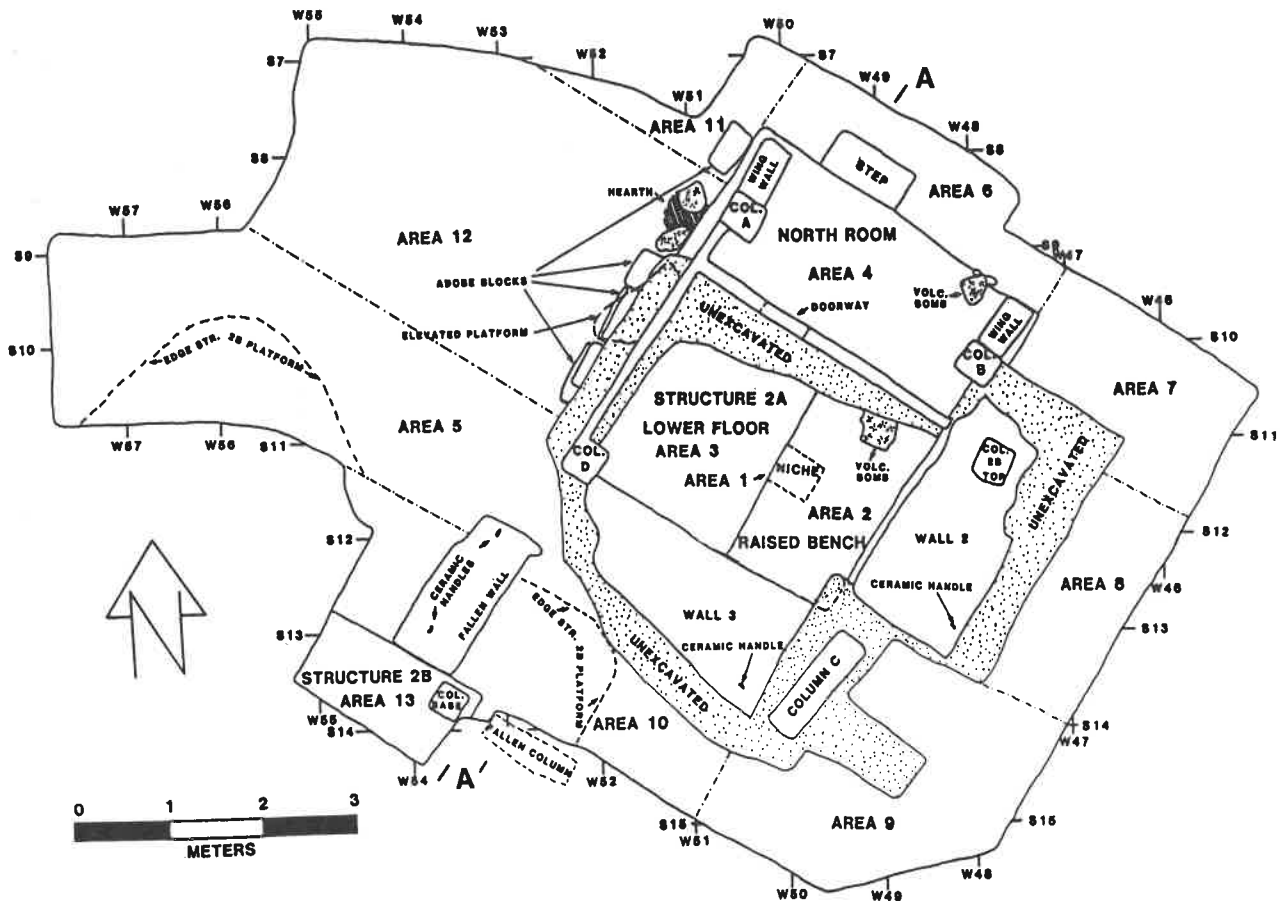 W55
W54
W53
W52
W51
W50
S7
W49
A
W48
S8
S7
S8
W57
W56
S9
S10
AREA 11
HEARTH
WING
WALL
COL.
A
STEP
AREA 6
AREA 12
NORTH ROOM
AREA 4
S9
W47
ADOBE BLOCKS
DOORWAY
VOLC.
BOMB
W46
S10
ELEVATED PLATFORM
UNEXCAVATED
WING
WALL
COL.
B
EDGE STR. 2B PLATFORM
AREA 7
STRUCTURE 2A
LOWER FLOOR
AREA 3
AREA 5
W57
W56
S11
S11
COL.
D
AREA 1
NICHE
VOLC.
BOMB
COL.
2B
TOP
UNEXCAVATED
AREA 2
RAISED BENCH
WALL 2
S12
S12
W46
CERAMIC
HANDLES
FALLEN WALL
CERAMIC HANDLE
AREA 8
N
EDGE STR. 2B PLATFORM
WALL 3
S13
S13
UNEXCAVATED
CERAMIC HANDLE
STRUCTURE 2B
AREA 13
COL.
BASE
COLUMN C
W55
S14
AREA 10
S14
W47
FALLEN COLUMN
W54
A
W52
0 1 2 3
METERS
S15
W51
AREA 9
S15
W50
W49
W48